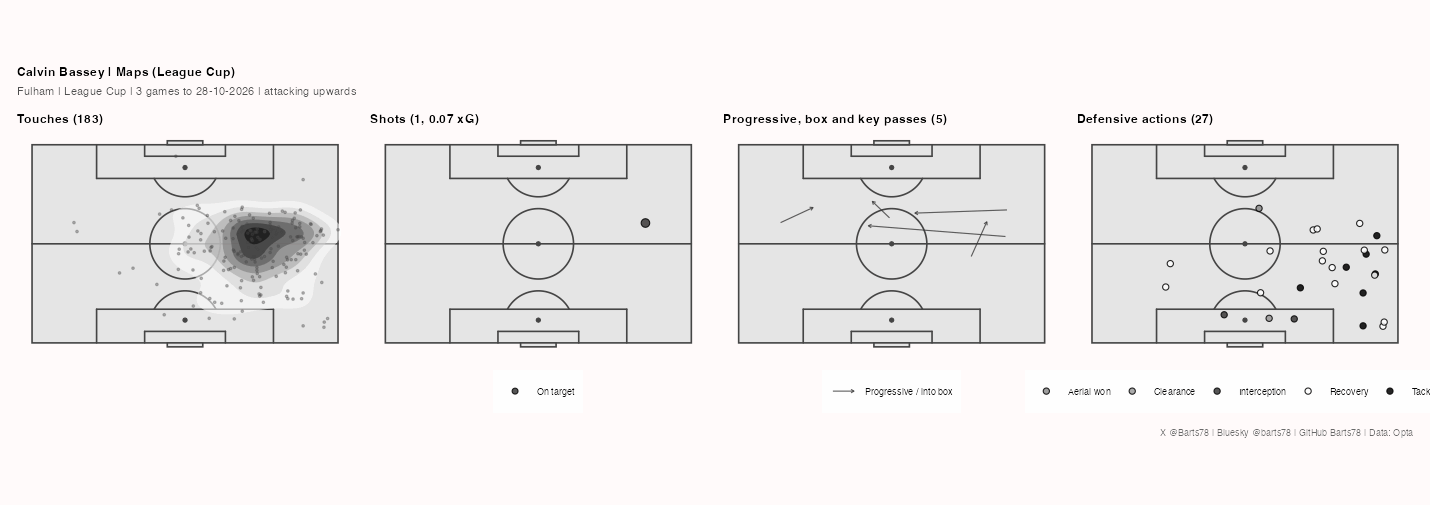 Calvin Bassey | Maps (League Cup)
Fulham | League Cup | 3 games to 28-10-2026 | attacking upwards
Touches (183)
Shots (1, 0.07 xG)
Progressive, box and key passes (5)
Defensive actions (27)
On target
Progressive / into box
Aerial won
Clearance
Interception
Recovery
Tack
X @Barts78 | Bluesky @barts78 | GitHub Barts78 | Data: Opta